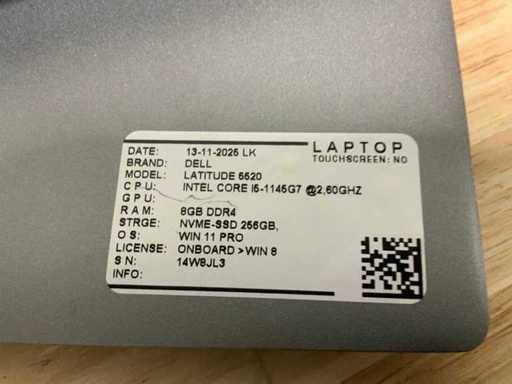 LAPTOP
TOUCHSCREEN: NO
DATE: 13-11-2025 LK
BRAND: DELL
MODEL: LATITUDE 5520
CPU: INTEL CORE I5-1145G7 @2,60GHZ
GPU:
RAM: 8GB DDR4
STRGE: NVME-SSD 256GB,
OS: WIN 11 PRO
LICENSE: ONBOARD > WIN 8
SN: 14W8JL3
INFO: